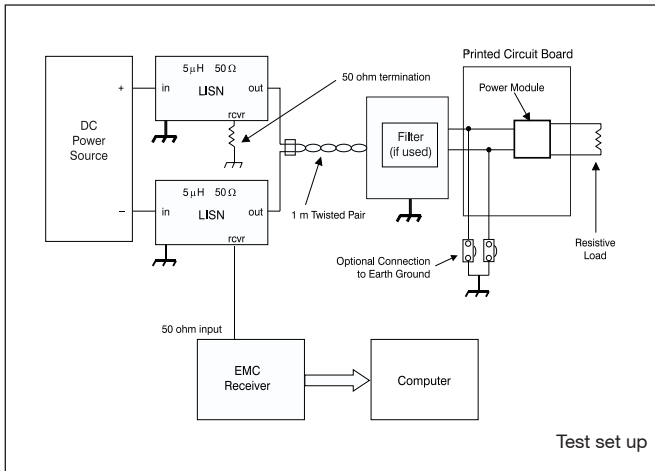 Printed Circuit Board
5μH 50Ω
LISN
+
in
out
rcvr
50 ohm termination
Power Module
DC
Power
Source
Filter
(if used)
5μH 50Ω
LISN
−
in
out
rcvr
1 m Twisted Pair
Optional Connection
to Earth Ground
Resistive
Load
50 ohm input
EMC
Receiver
Computer
Test set up